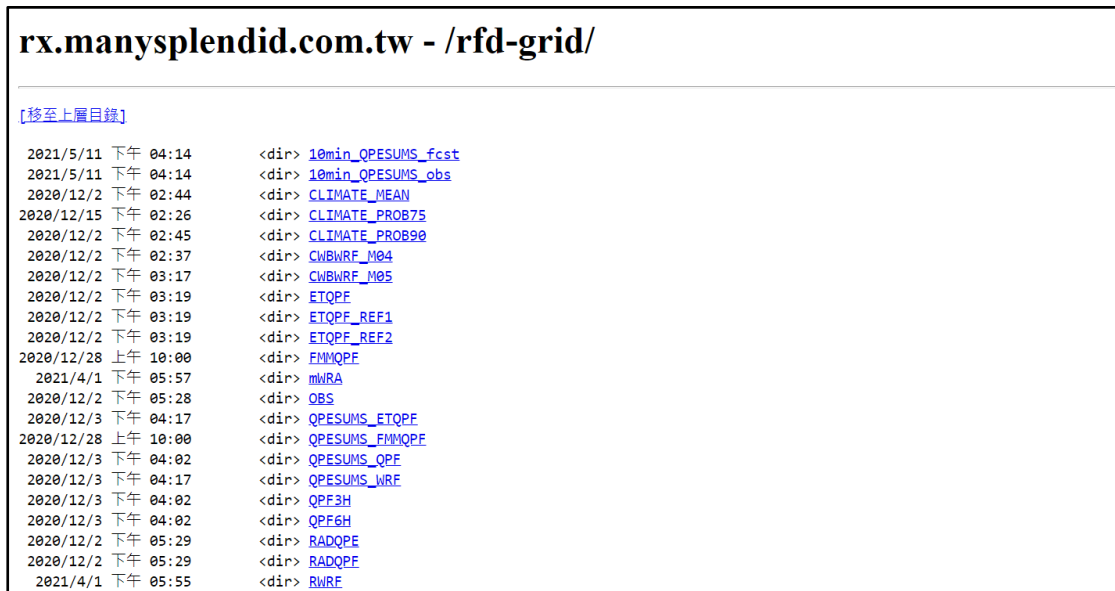 rx.manysplendid.com.tw - /rfd-grid/
[移至上層目錄]
2021/5/11 下午 04:14 <dir> 10min_QPESUMS_fcst
2021/5/11 下午 04:14 <dir> 10min_QPESUMS_obs
2020/12/2 下午 02:44 <dir> CLIMATE_MEAN
2020/12/15 下午 02:26 <dir> CLIMATE_PROB75
2020/12/2 下午 02:45 <dir> CLIMATE_PROB90
2020/12/2 下午 02:37 <dir> CWBWRF_M04
2020/12/2 下午 03:17 <dir> CWBWRF_M05
2020/12/2 下午 03:19 <dir> ETQPF
2020/12/2 下午 03:19 <dir> ETQPF_REF1
2020/12/2 下午 03:19 <dir> ETQPF_REF2
2020/12/28 上午 10:00 <dir> FMMQPF
2021/4/1 下午 05:57 <dir> mWRA
2020/12/2 下午 05:28 <dir> OBS
2020/12/3 下午 04:17 <dir> QPESUMS_ETQPF
2020/12/28 上午 10:00 <dir> QPESUMS_FMMQPF
2020/12/3 下午 04:02 <dir> QPESUMS_QPF
2020/12/3 下午 04:17 <dir> QPESUMS_WRF
2020/12/3 下午 04:02 <dir> QPF3H
2020/12/3 下午 04:02 <dir> QPF6H
2020/12/2 下午 05:29 <dir> RADQPE
2020/12/2 下午 05:29 <dir> RADQPF
2021/4/1 下午 05:55 <dir> RWRF